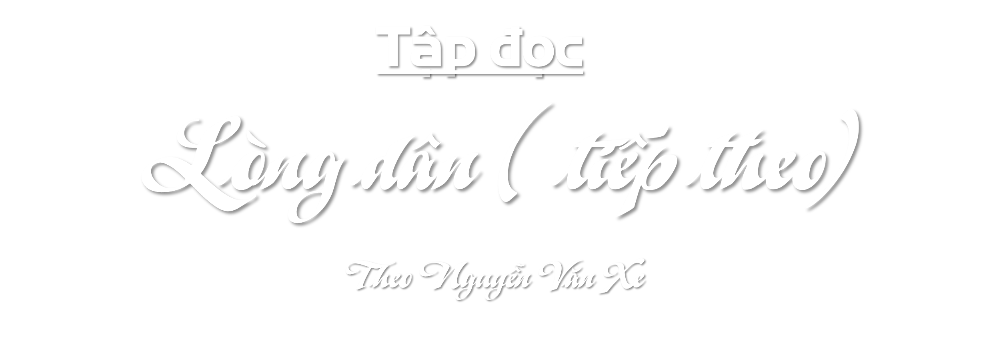 Tập đọc
Lòng dân ( tiếp theo)
Theo Nguyễn Văn Xe